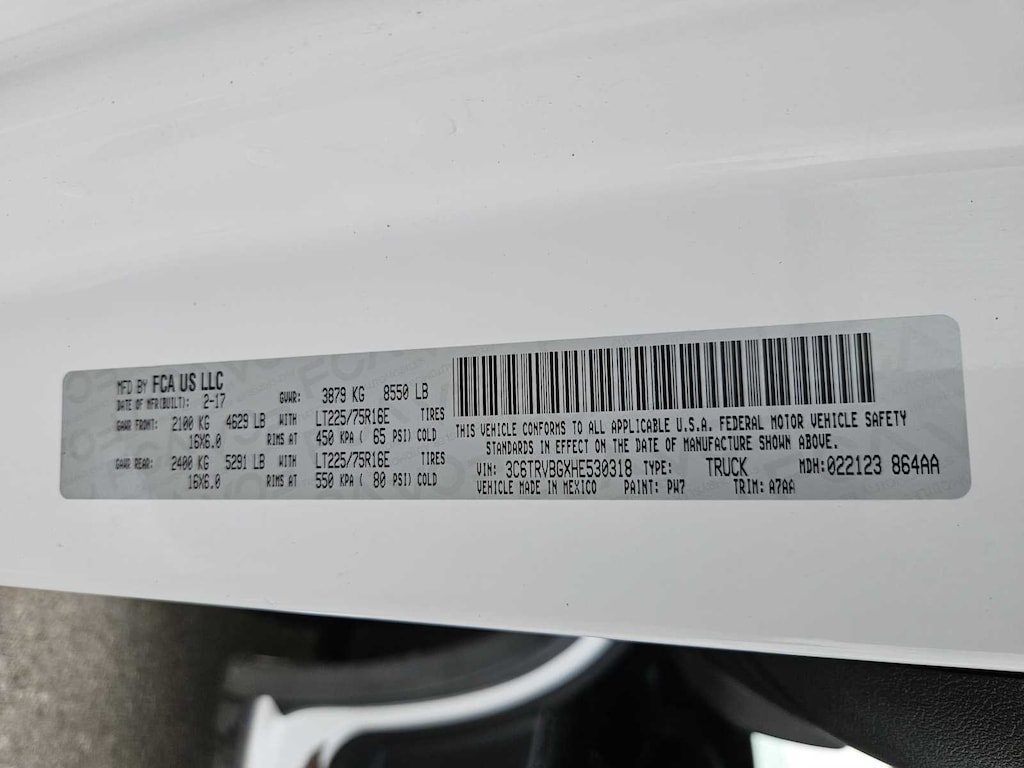 MFD BY FCA US LLC
DATE OF MFR(BUILT): 2-17 GVWR: 3879 KG 8550 LB
GAWR FRONT: 2100 KG 4629 LB WITH LT225/75R16E TIRES
16X6.0 RIMS AT 450 KPA ( 65 PSI) COLD
GAWR REAR: 2400 KG 5291 LB WITH LT225/75R16E TIRES
16X6.0 RIMS AT 550 KPA ( 80 PSI) COLD
THIS VEHICLE CONFORMS TO ALL APPLICABLE U.S.A. FEDERAL MOTOR VEHICLE SAFETY
STANDARDS IN EFFECT ON THE DATE OF MANUFACTURE SHOWN ABOVE.
VIN: 3C6TRVBGXHE530318 TYPE: TRUCK MDH:022123 864AA
VEHICLE MADE IN MEXICO PAINT: PW7 TRIM: A7AA